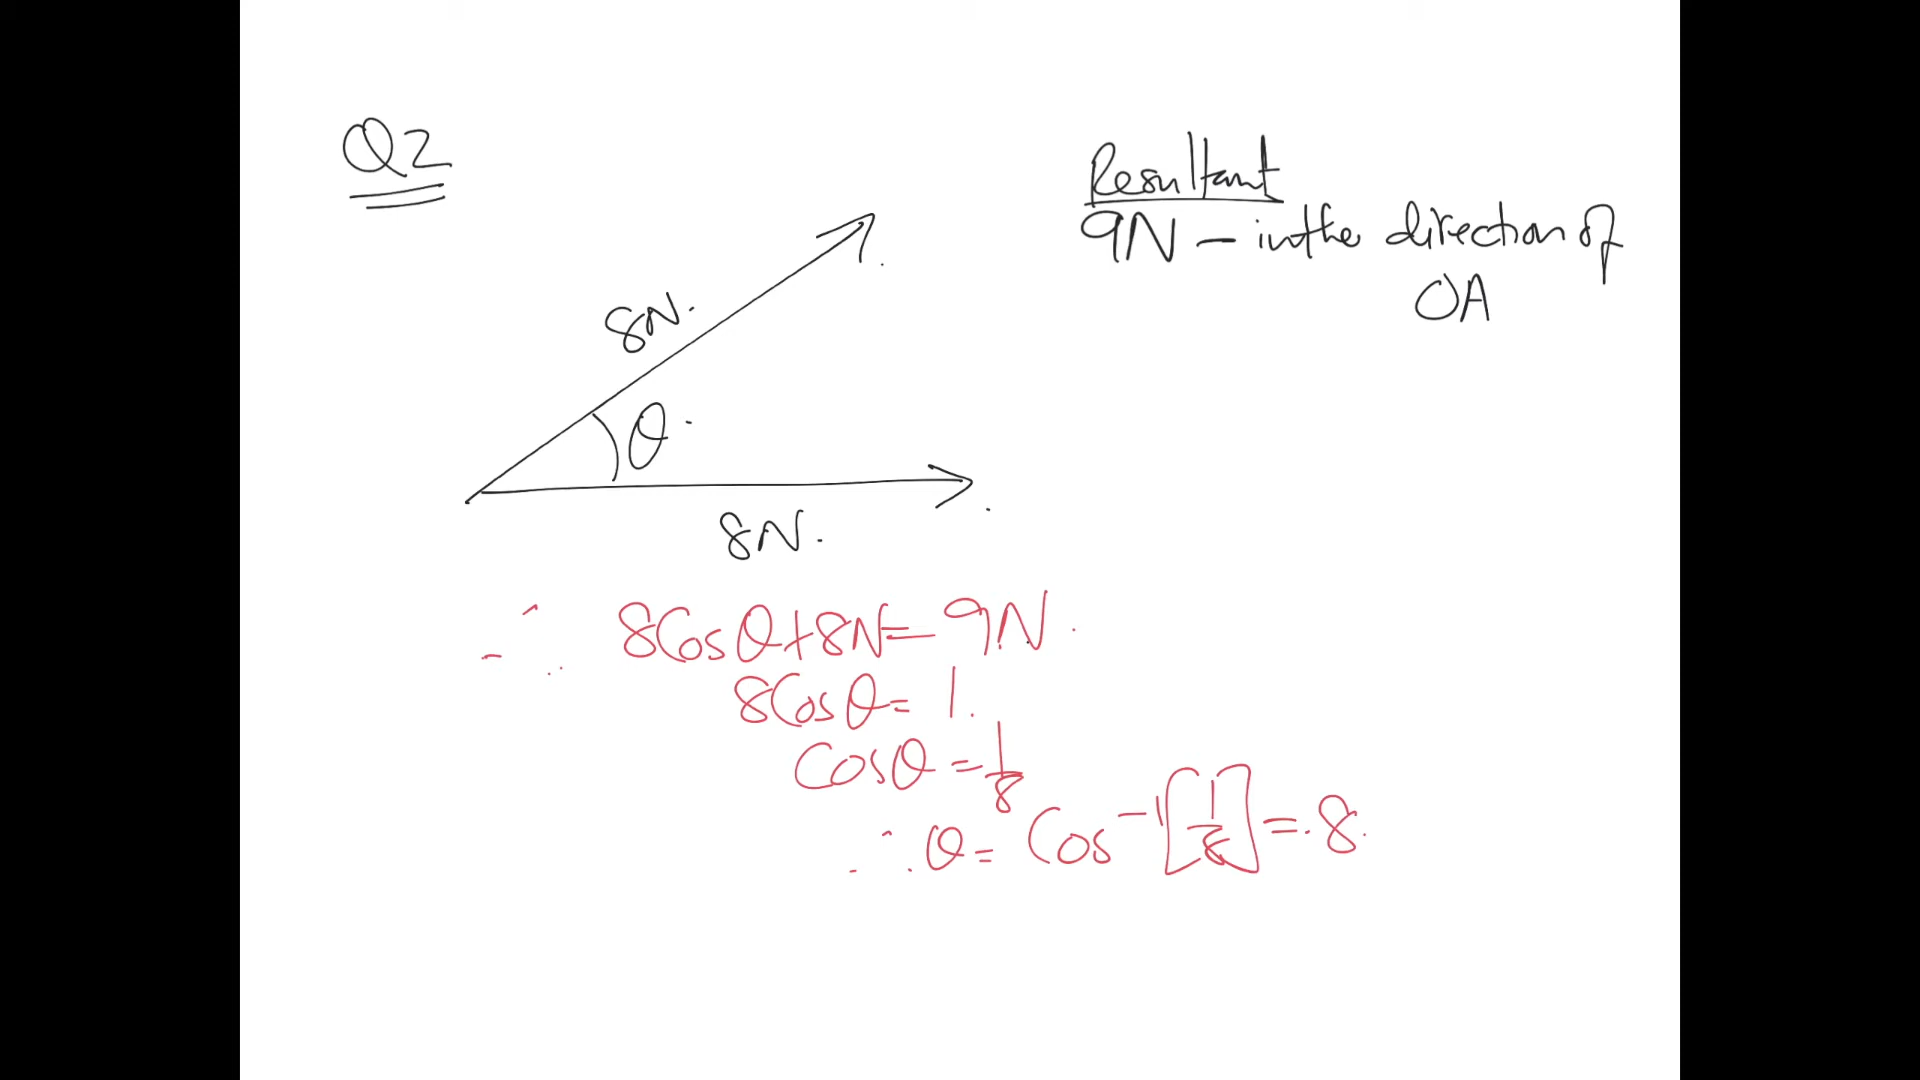 Q2
Resultant
9N – in the direction of
OA
8N.
θ.
8N.
∴ 8Cosθ+8N=9N.
8Cosθ= 1.
Cosθ = 1/8
∴ θ= Cos⁻¹[1/8] = .8.